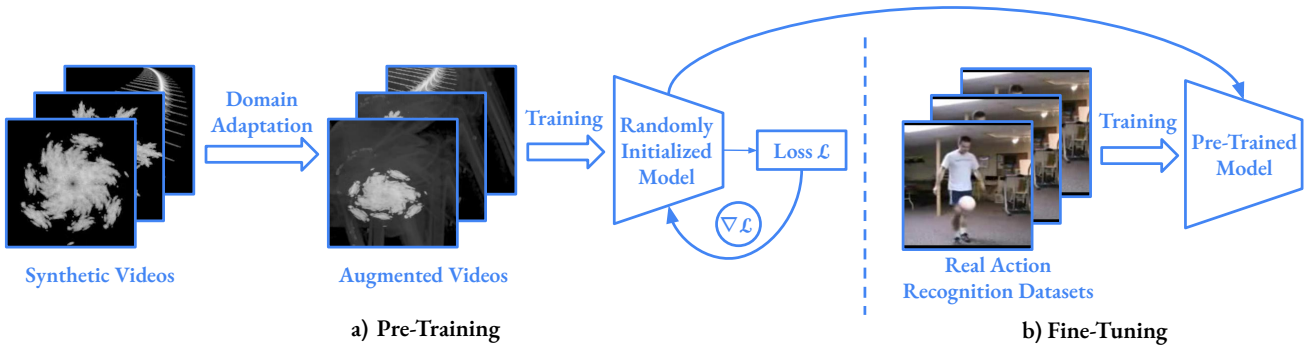 Domain
Adaptation
Training
Randomly
Initialized
Model
Loss ℒ
∇ℒ
Training
Pre-Trained
Model
Synthetic Videos
Augmented Videos
Real Action
Recognition Datasets
a) Pre-Training
b) Fine-Tuning